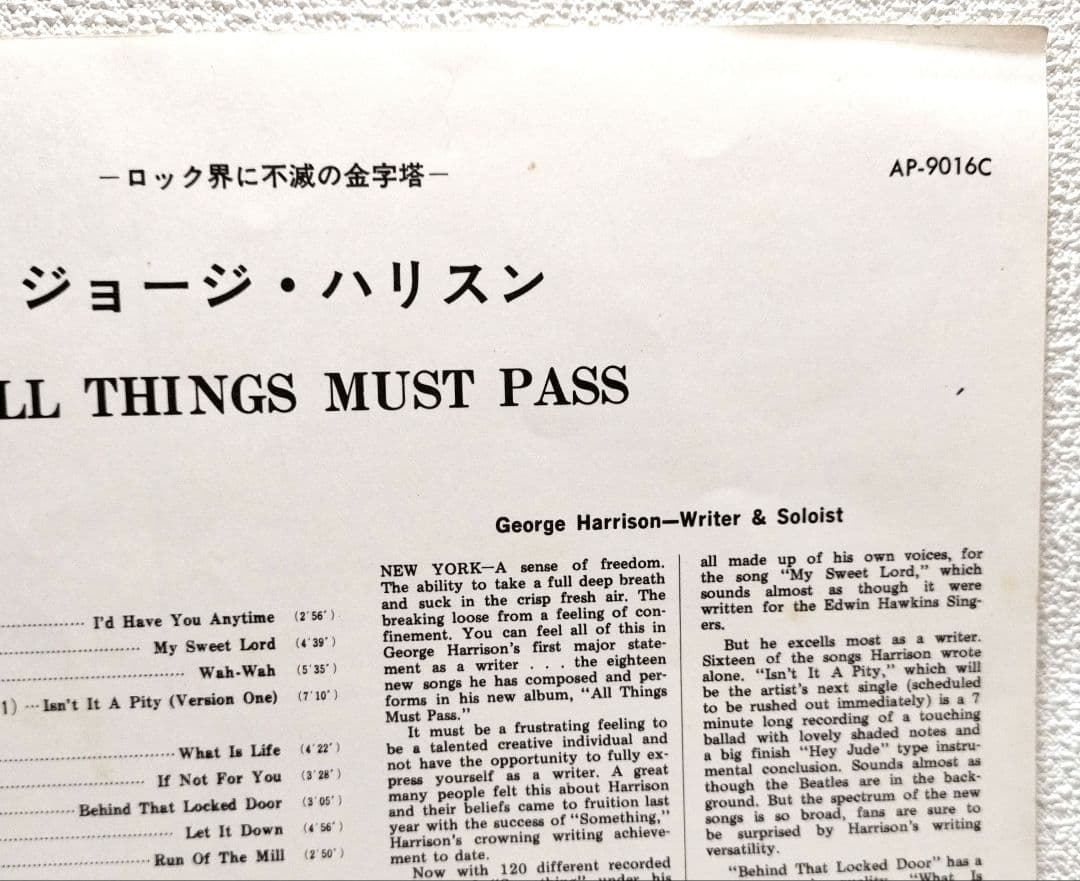 —ロック界に不滅の金字塔—
AP-9016C
ジョージ・ハリスン
LL THINGS MUST PASS
George Harrison—Writer & Soloist
I'd Have You Anytime (2'56")
My Sweet Lord (4'39")
Wah-Wah (5'35")
1) ... Isn't It A Pity (Version One) (7'10")
What Is Life (4'22")
If Not For You (3'28")
Behind That Locked Door (3'05")
Let It Down (4'56")
Run Of The Mill (2'50")
NEW YORK—A sense of freedom.
The ability to take a full deep breath
and suck in the crisp fresh air. The
breaking loose from a feeling of con-
finement. You can feel all of this in
George Harrison's first major state-
ment as a writer . . . the eighteen
new songs he has composed and per-
forms in his new album, "All Things
Must Pass."
It must be a frustrating feeling to
be a talented creative individual and
not have the opportunity to fully ex-
press yourself as a writer. A great
many people felt this about Harrison
and their beliefs came to fruition last
year with the success of "Something,"
Harrison's crowning writing achieve-
ment to date.
Now with 120 different recorded
under his
all made up of his own voices, for
the song "My Sweet Lord," which
sounds almost as though it were
written for the Edwin Hawkins Sing-
ers.
But he excells most as a writer.
Sixteen of the songs Harrison wrote
alone. "Isn't It A Pity," which will
be the artist's next single (scheduled
to be rushed out immediately) is a 7
minute long recording of a touching
ballad with lovely shaded notes and
a big finish "Hey Jude" type instru-
mental conclusion. Sounds almost as
though the Beatles are in the back-
ground. But the spectrum of the new
songs is so broad, fans are sure to
be surprised by Harrison's writing
versatility.
"Behind That Locked Door" has a
"What Is